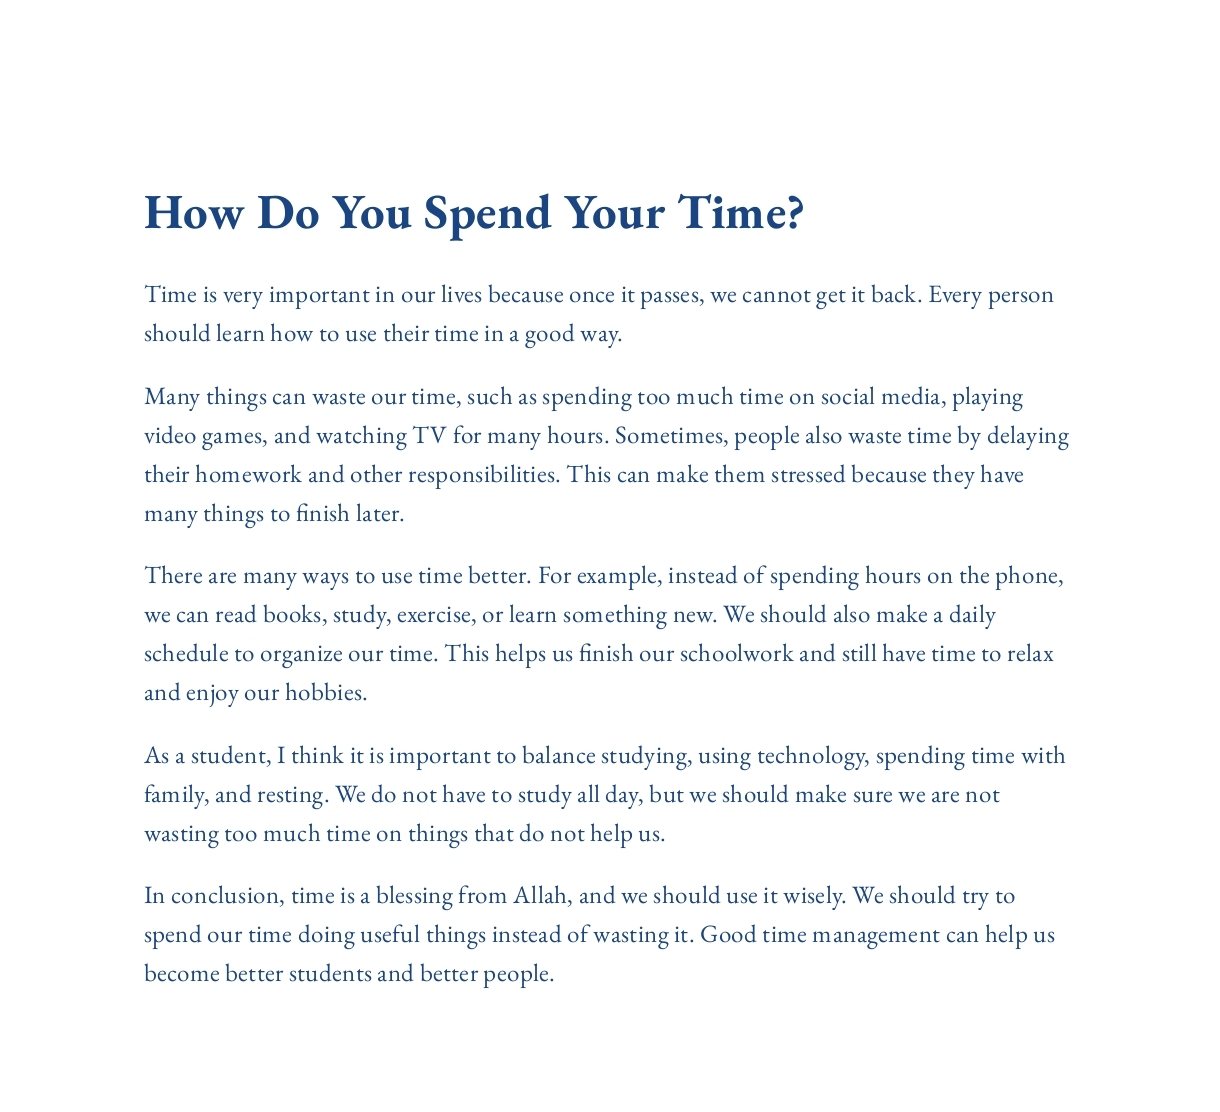 How Do You Spend Your Time?
Time is very important in our lives because once it passes, we cannot get it back. Every person
should learn how to use their time in a good way.
Many things can waste our time, such as spending too much time on social media, playing
video games, and watching TV for many hours. Sometimes, people also waste time by delaying
their homework and other responsibilities. This can make them stressed because they have
many things to finish later.
There are many ways to use time better. For example, instead of spending hours on the phone,
we can read books, study, exercise, or learn something new. We should also make a daily
schedule to organize our time. This helps us finish our schoolwork and still have time to relax
and enjoy our hobbies.
As a student, I think it is important to balance studying, using technology, spending time with
family, and resting. We do not have to study all day, but we should make sure we are not
wasting too much time on things that do not help us.
In conclusion, time is a blessing from Allah, and we should use it wisely. We should try to
spend our time doing useful things instead of wasting it. Good time management can help us
become better students and better people.